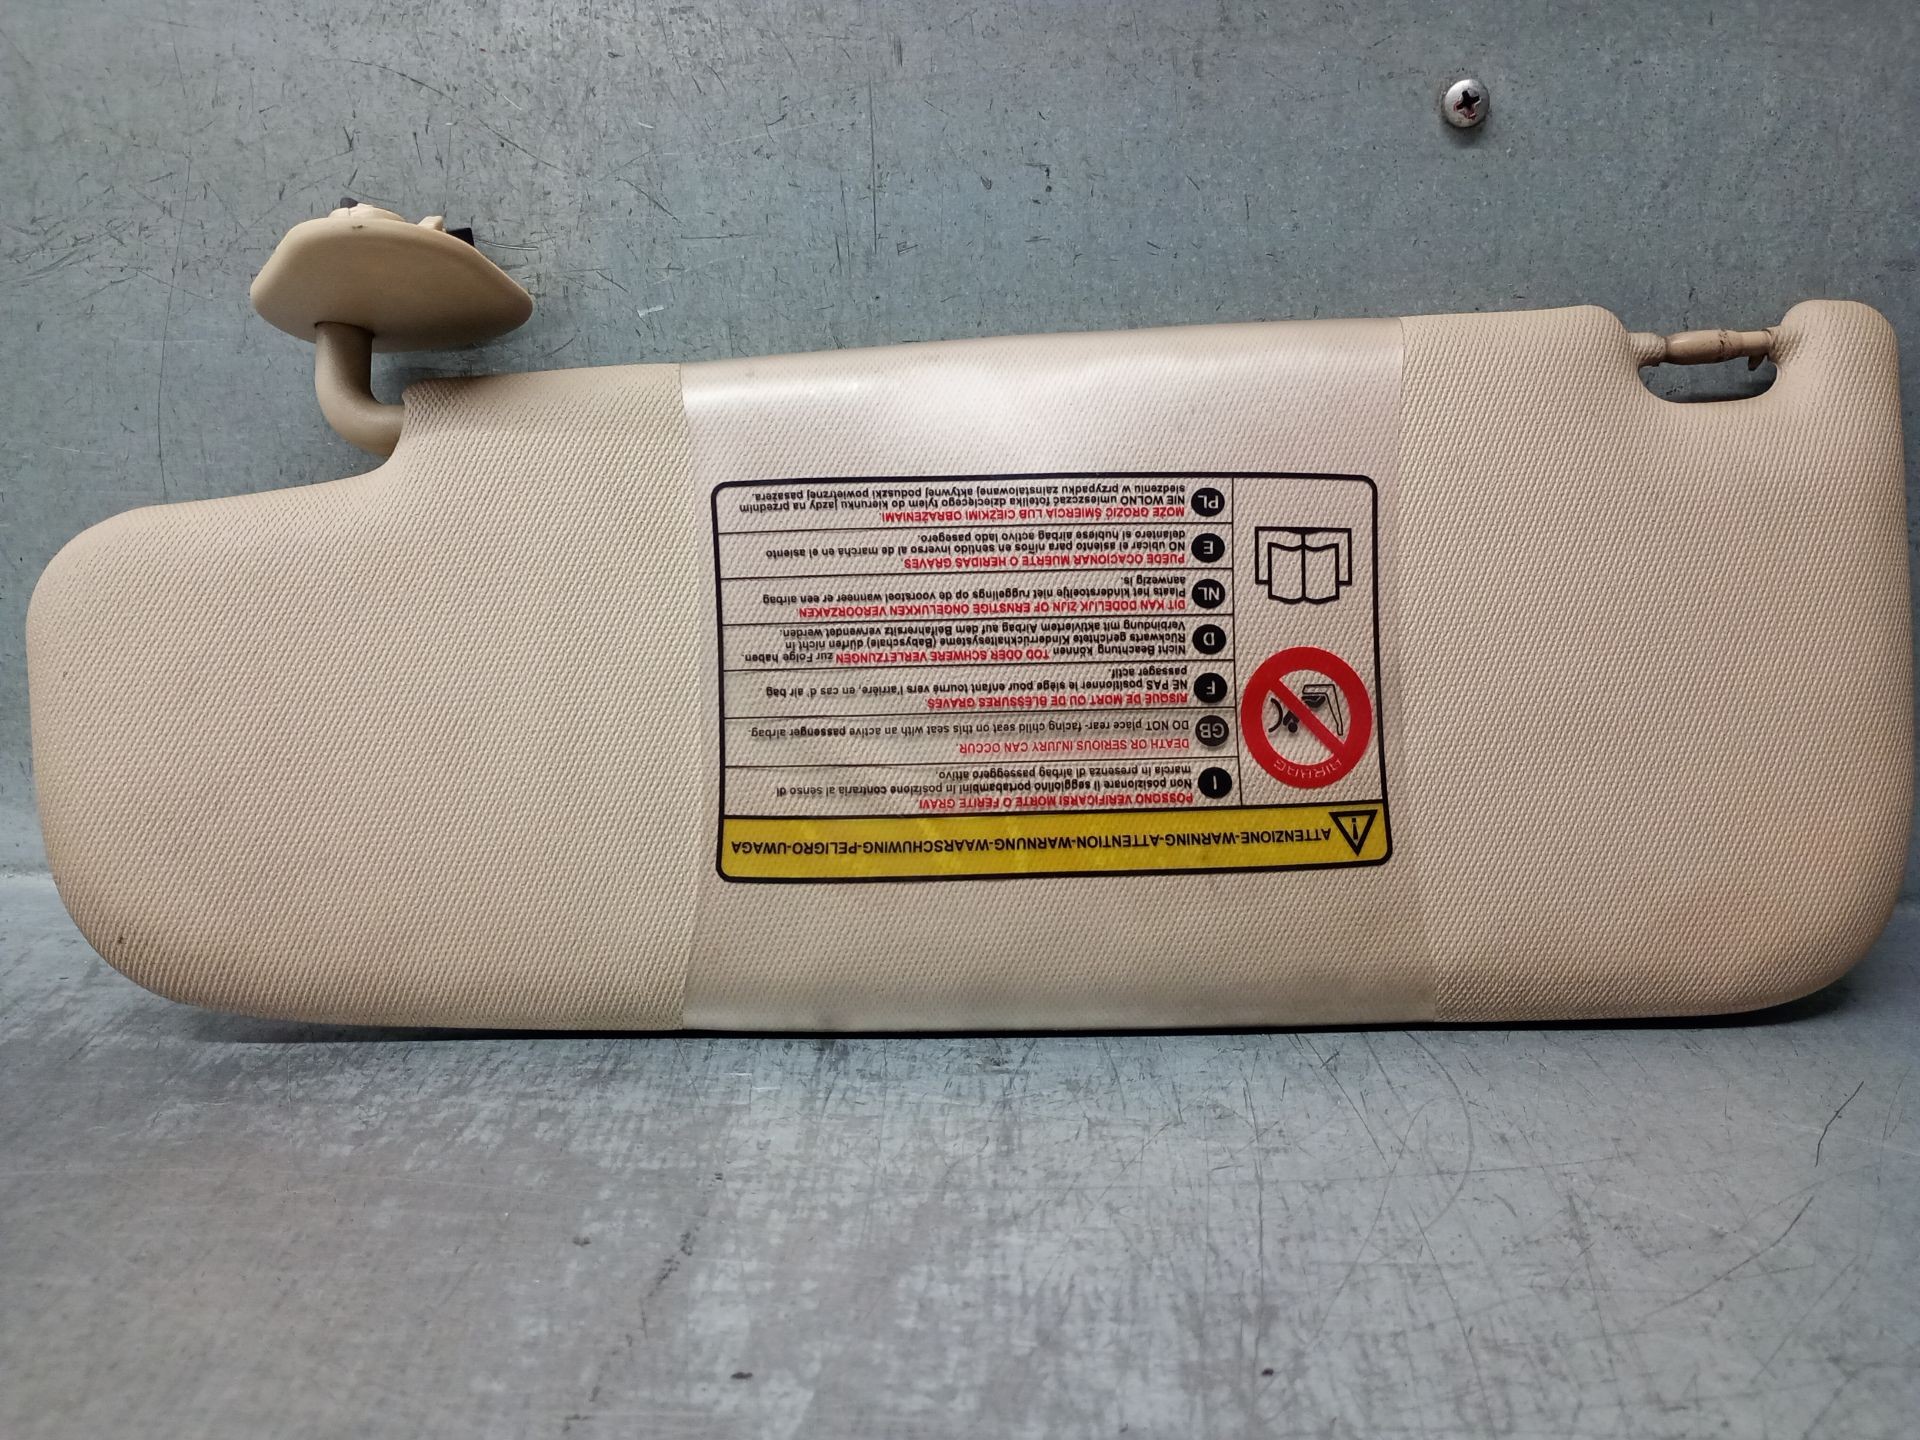 ATTENZIONE-WARNING-ATTENTION-WARNUNG-WAARSCHUWING-PELIGRO-UWAGA
AIRBAG
I
POSSONO VERIFICARSI MORTE O FERITE GRAVI.
Non posizionare il seggiolino portabambini in posizione contraria al senso di
marcia in presenza di airbag passeggero attivo.
GB
DEATH OR SERIOUS INJURY CAN OCCUR.
DO NOT place rear- facing child seat on this seat with an active passenger airbag.
F
RISQUE DE MORT OU DE BLESSURES GRAVES.
NE PAS positionner le siège pour enfant tourné vers l'arrière, en cas d' air bag
passager actif.
D
Nicht Beachtung können TOD ODER SCHWERE VERLETZUNGEN zur Folge haben.
Rückwarts gerichtete Kinderrückhaltesysteme (Babyschale) dürfen nicht in
Verbindung mit aktiviertem Airbag auf dem Beifahrersitz verwendet werden.
NL
DIT KAN DODELIJK ZIJN OF ERNSTIGE ONGELUKKEN VEROORZAKEN.
Plaats het kinderstoeltje niet ruggelings op de voorstoel wanneer er een airbag
aanwezig is.
E
PUEDE OCACIONAR MUERTE O HERIDAS GRAVES.
NO ubicar el asiento para niños en sentido inverso al de marcha en el asiento
delantero si hubiese airbag activo lado pasegero.
PL
MOŻE GROZIĆ ŚMIERCIĄ LUB CIĘŻKIMI OBRAŻENIAMI.
NIE WOLNO umieszczać fotelika dziecięcego tyłem do kierunku jazdy na przednim
siedzeniu w przypadku zainstalowanej aktywnej poduszki powietrznej pasażera.